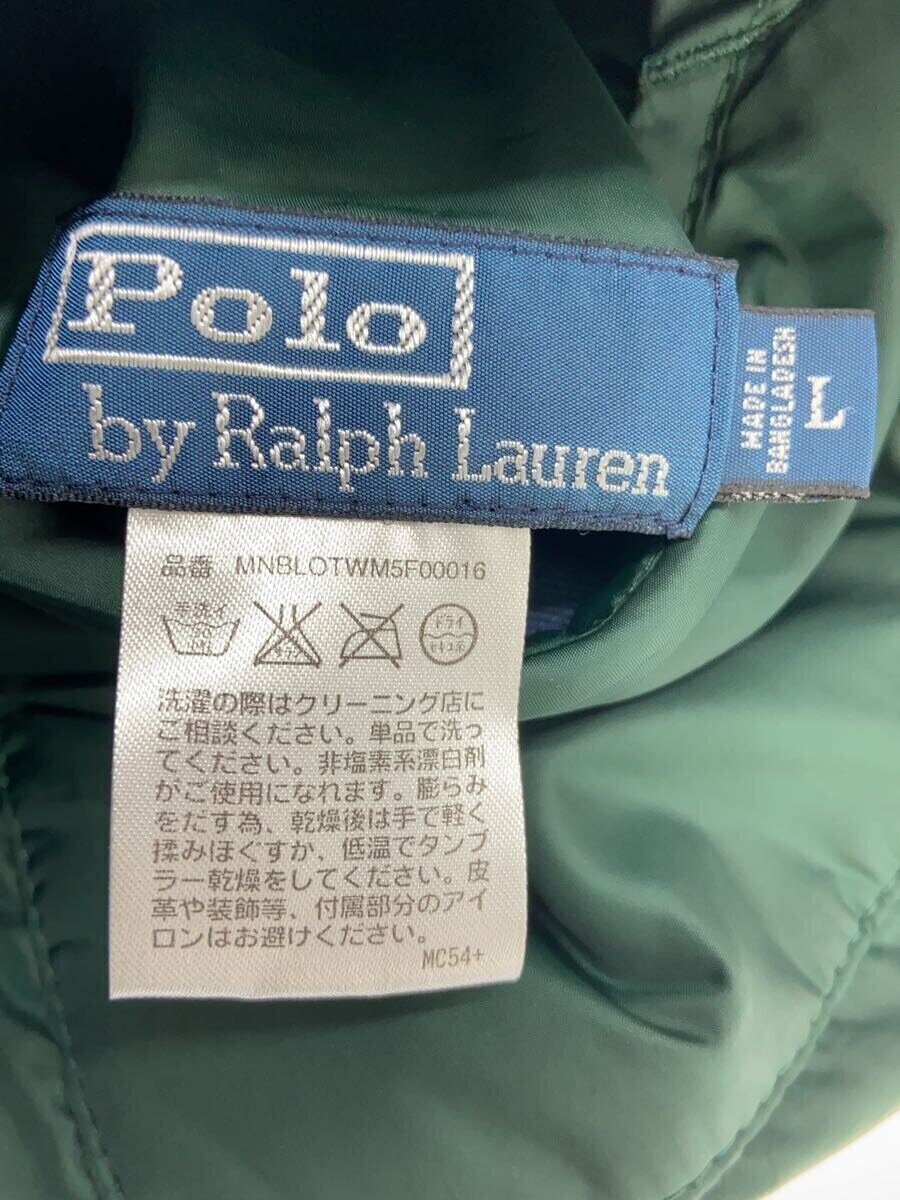 Polo
by Ralph Lauren
MADE IN
BANGLADESH
L
品番 MNBLOTWM5F00016
手洗イ
ドライ
洗濯の際はクリーニング店に
ご相談ください。単品で洗っ
てください。非塩素系漂白剤
がご使用になれます。膨らみ
をだす為、乾燥後は手で軽く
揉みほぐすか、低温でタンブ
ラー乾燥をしてください。皮
革や装飾等、付属部分のアイ
ロンはお避けください。
MC54+